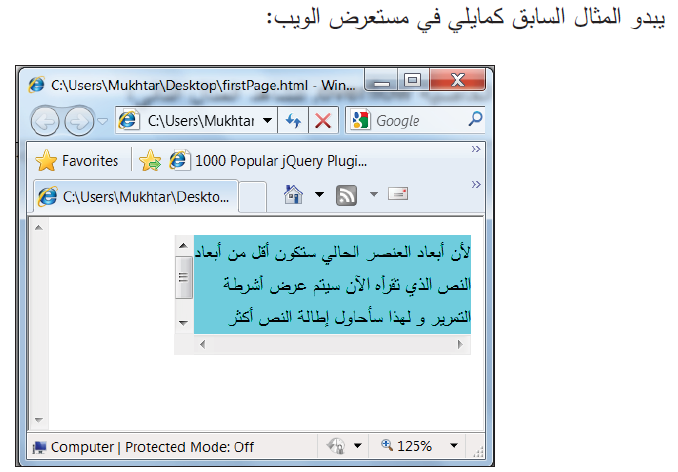 يبدو المثال السابق كمايلي في مستعرض الويب:
C:\Users\Mukhtar\Desktop\firstPage.html - Win...
C:\Users\Mukhtar
Google
Favorites
1000 Popular jQuery Plugi...
C:\Users\Mukhtar\Deskto...
لأن أبعاد العنصر الحالي ستكون أقل من أبعاد
النص الذي تقرأه الآن سيتم عرض أشرطة
التمرير و لهذا سأحاول إطالة النص أكثر
Computer | Protected Mode: Off
125%